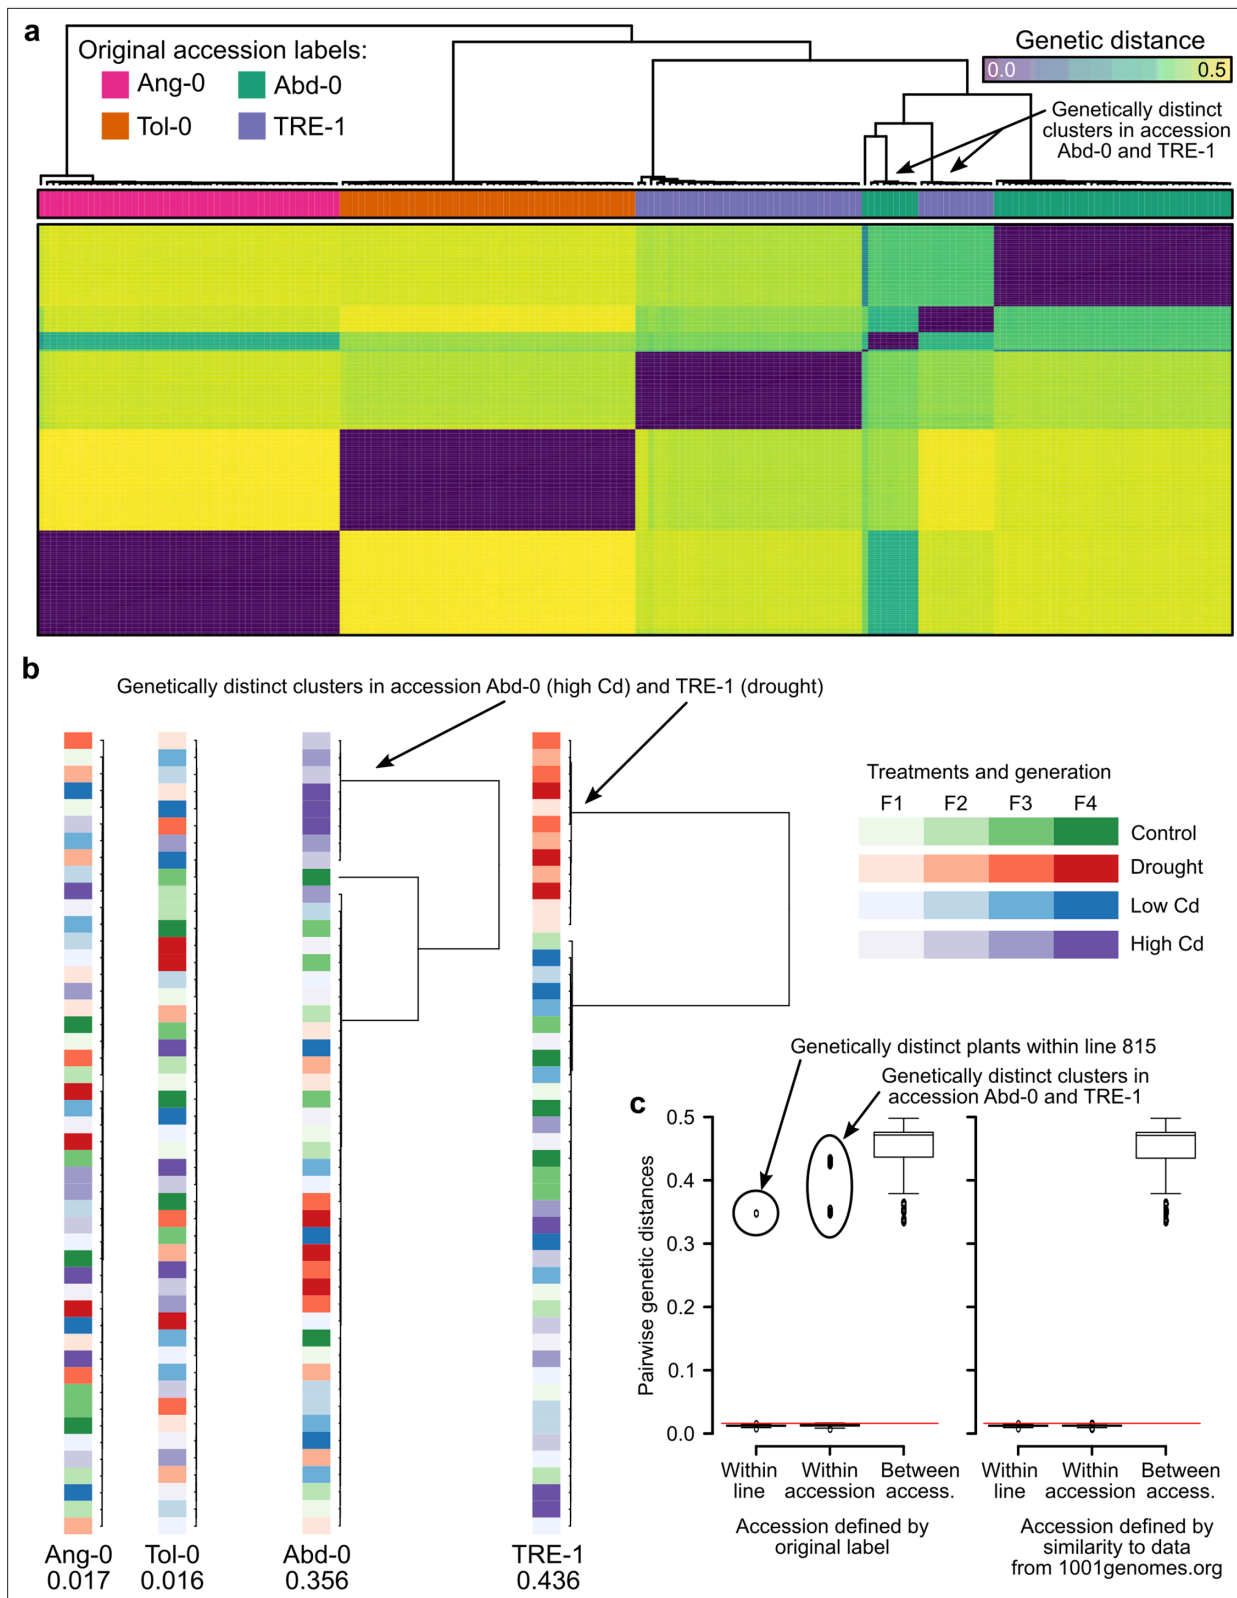 a
Original accession labels:
Ang-0
Abd-0
Tol-0
TRE-1
Genetic distance
0.0
0.5
Genetically distinct
clusters in accession
Abd-0 and TRE-1
b
Genetically distinct clusters in accession Abd-0 (high Cd) and TRE-1 (drought)
Treatments and generation
F1 F2 F3 F4
Control
Drought
Low Cd
High Cd
Ang-0
0.017
Tol-0
0.016
Abd-0
0.356
TRE-1
0.436
Genetically distinct plants within line 815
Genetically distinct clusters in
accession Abd-0 and TRE-1
c
Pairwise genetic distances
0.5
0.4
0.3
0.2
0.1
0.0
Within
line
Within
accession
Between
access.
Accession defined by
original label
Within
line
Within
accession
Between
access.
Accession defined by
similarity to data
from 1001genomes.org